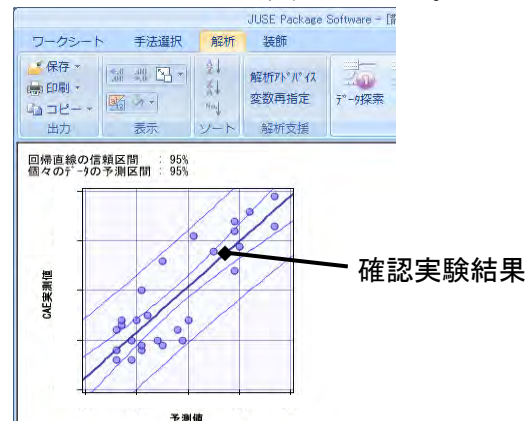 JUSE Package Software - [
ワークシート 手法選択 解析 装飾
保存
印刷
コピー
解析ｱﾄﾞﾊﾞｲｽ
変数再指定
ﾃﾞｰﾀ探索
出力 表示 ソート 解析支援
回帰直線の信頼区間 : 95%
個々のﾃﾞｰﾀの予測区間 : 95%
確認実験結果
CAE実測値
予測値